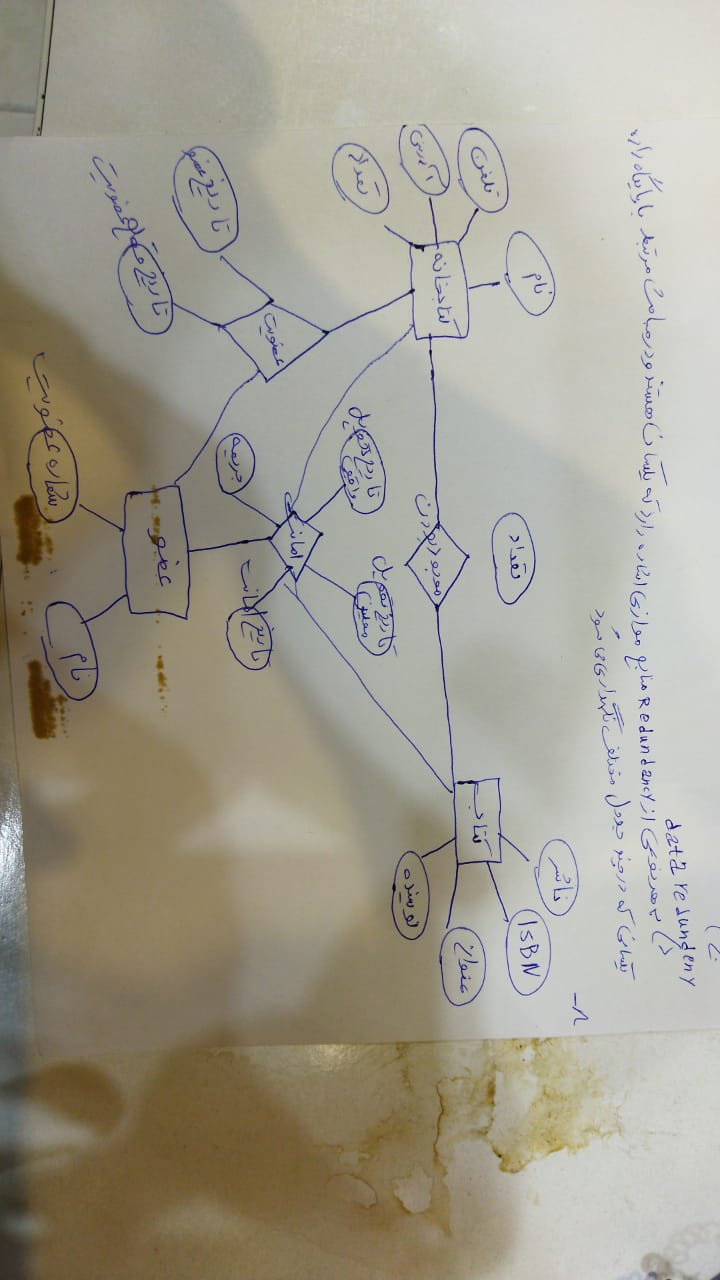 data redundeny
به هر نوعی از Redundancy منابع موازی اشاره دارد که یکسان هستند و در مباحث مرتبط با پایگاه داده
یکسانی که در چند جدول مختلف نگهداری می شود
ناشر
نام
تعداد
ISBN
تلفن
کتاب
عنوان
کتابخانه
موجود بودن
آدرس
نویسنده
تعداد
تاریخ تحویل
معین
تاریخ تحویل
واقعی
امانت
عضویت
تاریخ امانت
جریمه
تاریخ عضو
عضو
تاریخ قطع عضویت
نام
شماره عضویت